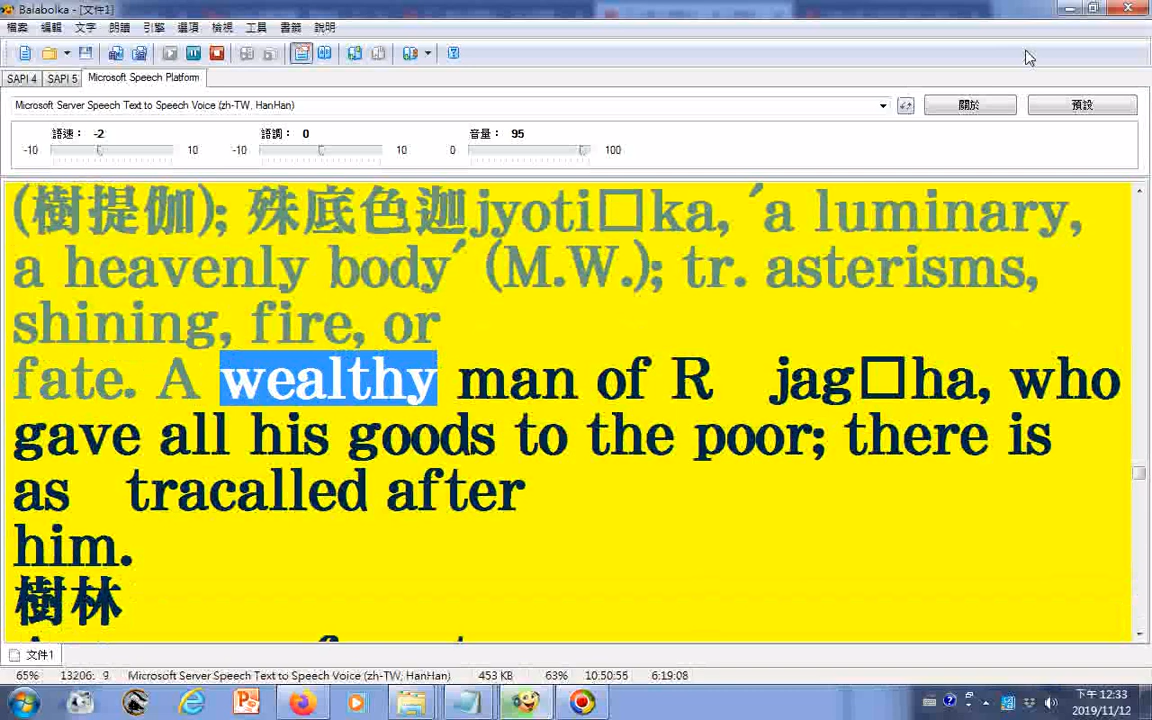 Balabolka - [文件1]
檔案 編輯 文字 朗讀 引擎 選項 檢視 工具 書籤 說明
SAPI 4 SAPI 5 Microsoft Speech Platform
Microsoft Server Speech Text to Speech Voice (zh-TW, HanHan) 關於 預設
語速： -2 語調： 0 音量： 95
-10 10 -10 10 0 100
(樹提伽); 殊底色迦jyoti□ka, ´a luminary,
a heavenly body´ (M.W.); tr. asterisms,
shining, fire, or
fate. A wealthy man of R jag□ha, who
gave all his goods to the poor; there is
as tracalled after
him.
樹林
文件1
65% 13206: 9 Microsoft Server Speech Text to Speech Voice (zh-TW, HanHan) 453 KB 63% 10:50:55 6:19:08
下午 12:33
2019/11/12